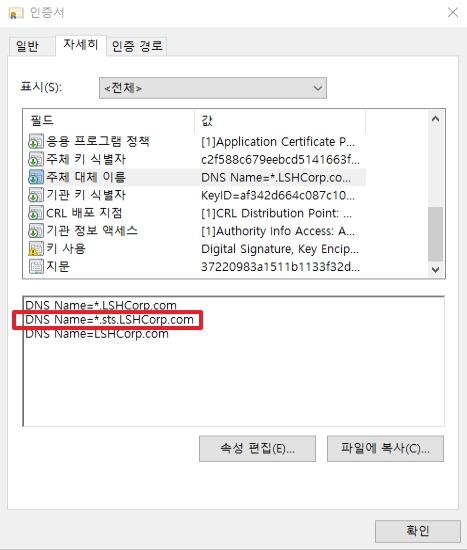 인증서
일반 자세히 인증 경로
표시(S): <전체>
필드 값
응용 프로그램 정책 [1]Application Certificate P...
주체 키 식별자 c2f588c679eebcd5141663f...
주체 대체 이름 DNS Name=*.LSHCorp.co...
기관 키 식별자 KeyID=af342d664c087c10...
CRL 배포 지점 [1]CRL Distribution Point: ...
기관 정보 액세스 [1]Authority Info Access: A...
키 사용 Digital Signature, Key Encip...
지문 37220983a1511b1133f32d...
DNS Name=*.LSHCorp.com
DNS Name=*.sts.LSHCorp.com
DNS Name=LSHCorp.com
속성 편집(E)... 파일에 복사(C)...
확인